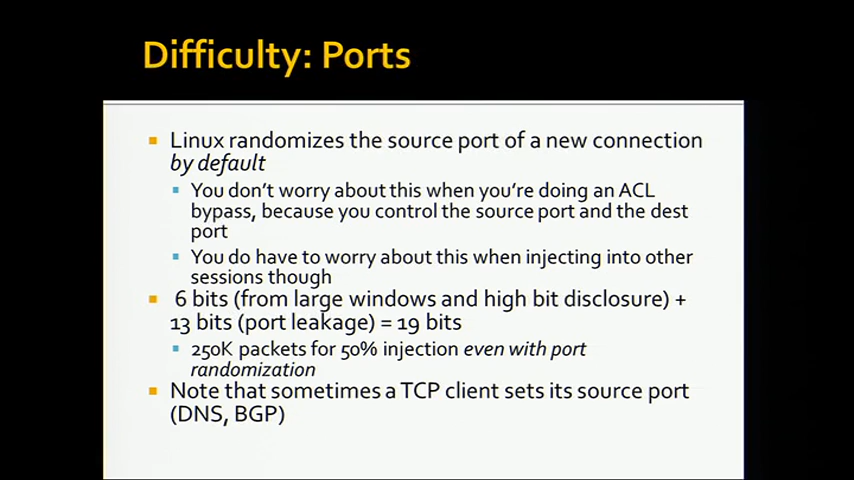 Difficulty: Ports
Linux randomizes the source port of a new connection
by default
You don't worry about this when you're doing an ACL
bypass, because you control the source port and the dest
port
You do have to worry about this when injecting into other
sessions though
6 bits (from large windows and high bit disclosure) +
13 bits (port leakage) = 19 bits
250K packets for 50% injection even with port
randomization
Note that sometimes a TCP client sets its source port
(DNS, BGP)